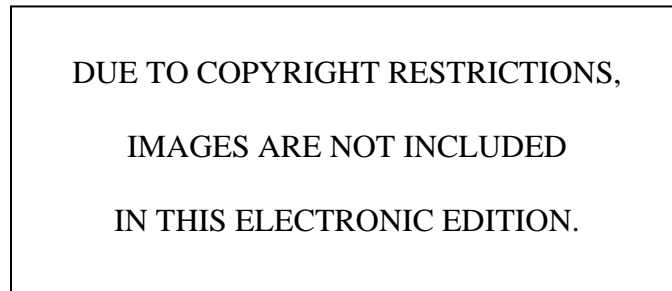 DUE TO COPYRIGHT RESTRICTIONS,
IMAGES ARE NOT INCLUDED
IN THIS ELECTRONIC EDITION.